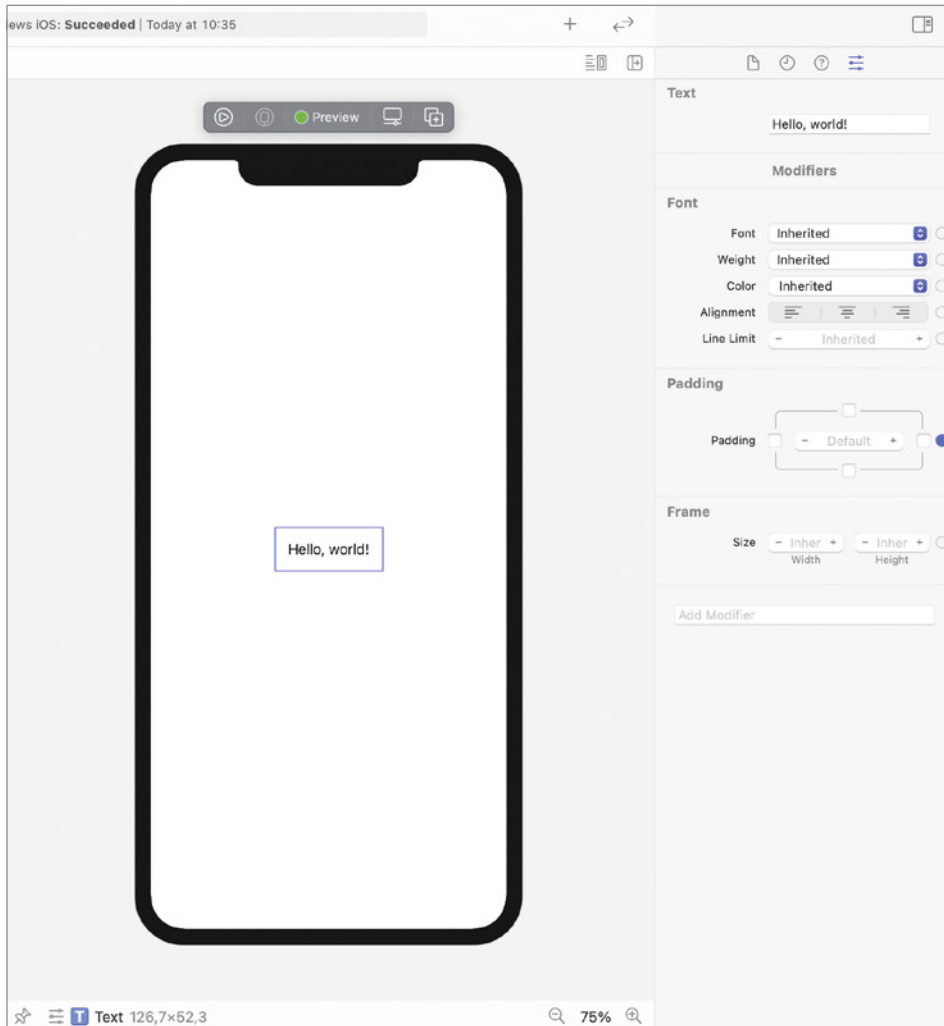 ews iOS: Succeeded | Today at 10:35
Preview
Hello, world!
Text
Hello, world!
Modifiers
Font
Font Inherited
Weight Inherited
Color Inherited
Alignment
Line Limit - Inherited +
Padding
Padding - Default +
Frame
Size - Inher + - Inher +
Width Height
Add Modifier
T Text 126,7×52,3 75%